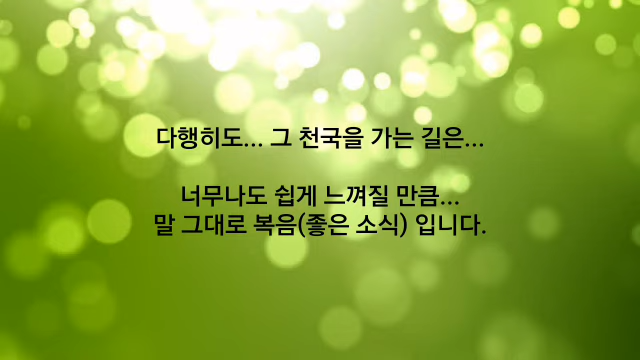 다행히도... 그 천국을 가는 길은...
너무나도 쉽게 느껴질 만큼...
말 그대로 복음(좋은 소식) 입니다.